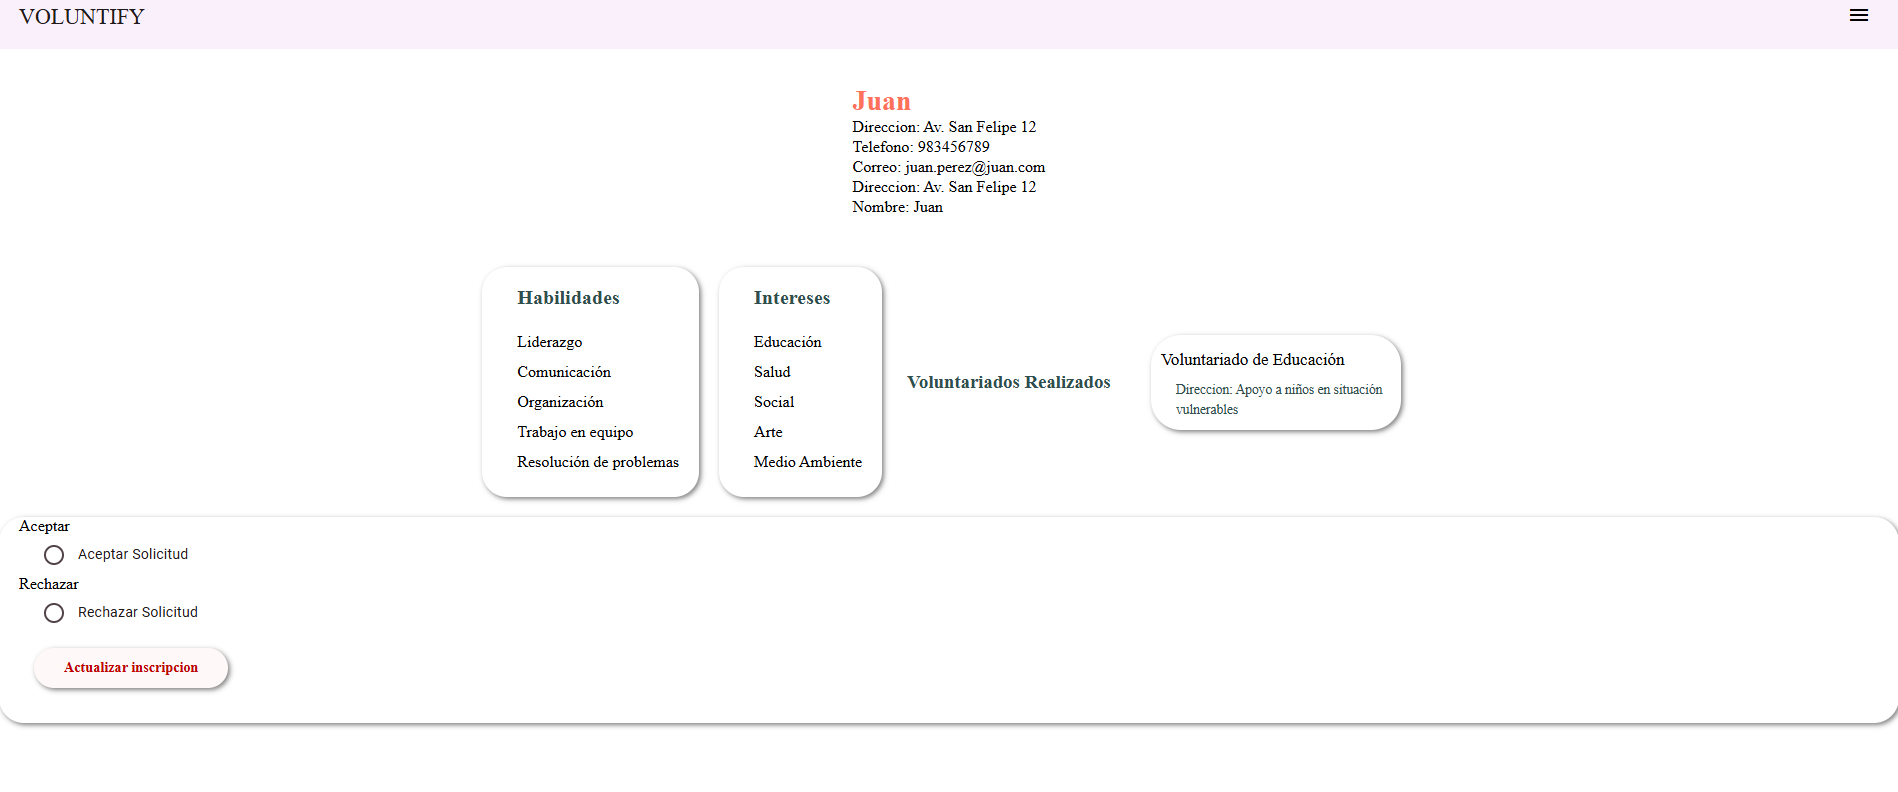 VOLUNTIFY
Juan
Direccion: Av. San Felipe 12
Telefono: 983456789
Correo: juan.perez@juan.com
Direccion: Av. San Felipe 12
Nombre: Juan
Habilidades
Liderazgo
Comunicación
Organización
Trabajo en equipo
Resolución de problemas
Intereses
Educación
Salud
Social
Arte
Medio Ambiente
Voluntariados Realizados
Voluntariado de Educación
Direccion: Apoyo a niños en situación
vulnerables
Aceptar
Aceptar Solicitud
Rechazar
Rechazar Solicitud
Actualizar inscripcion